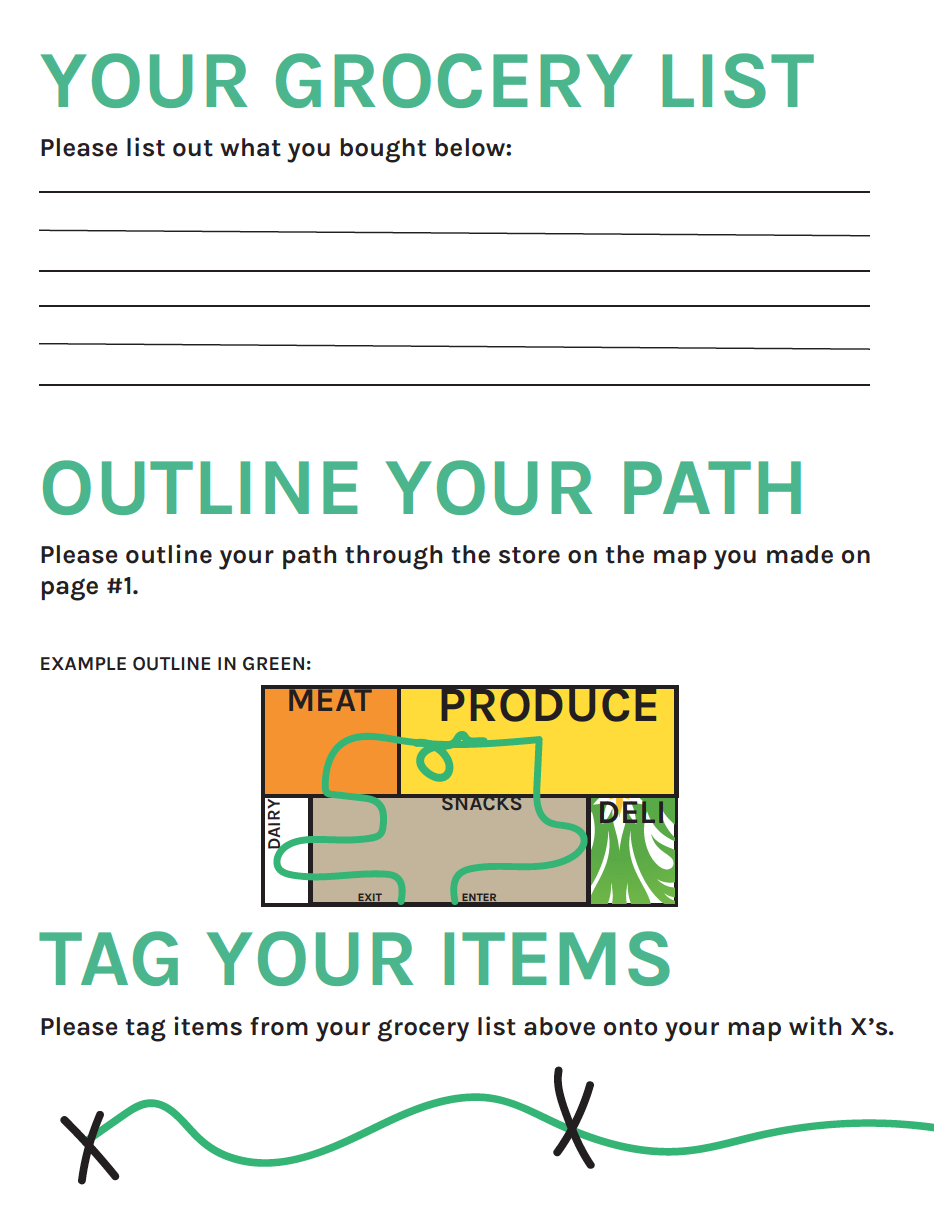 YOUR GROCERY LIST
Please list out what you bought below:
OUTLINE YOUR PATH
Please outline your path through the store on the map you made on
page #1.
EXAMPLE OUTLINE IN GREEN:
MEAT
PRODUCE
DAIRY
SNACKS
DELI
EXIT
ENTER
TAG YOUR ITEMS
Please tag items from your grocery list above onto your map with X’s.